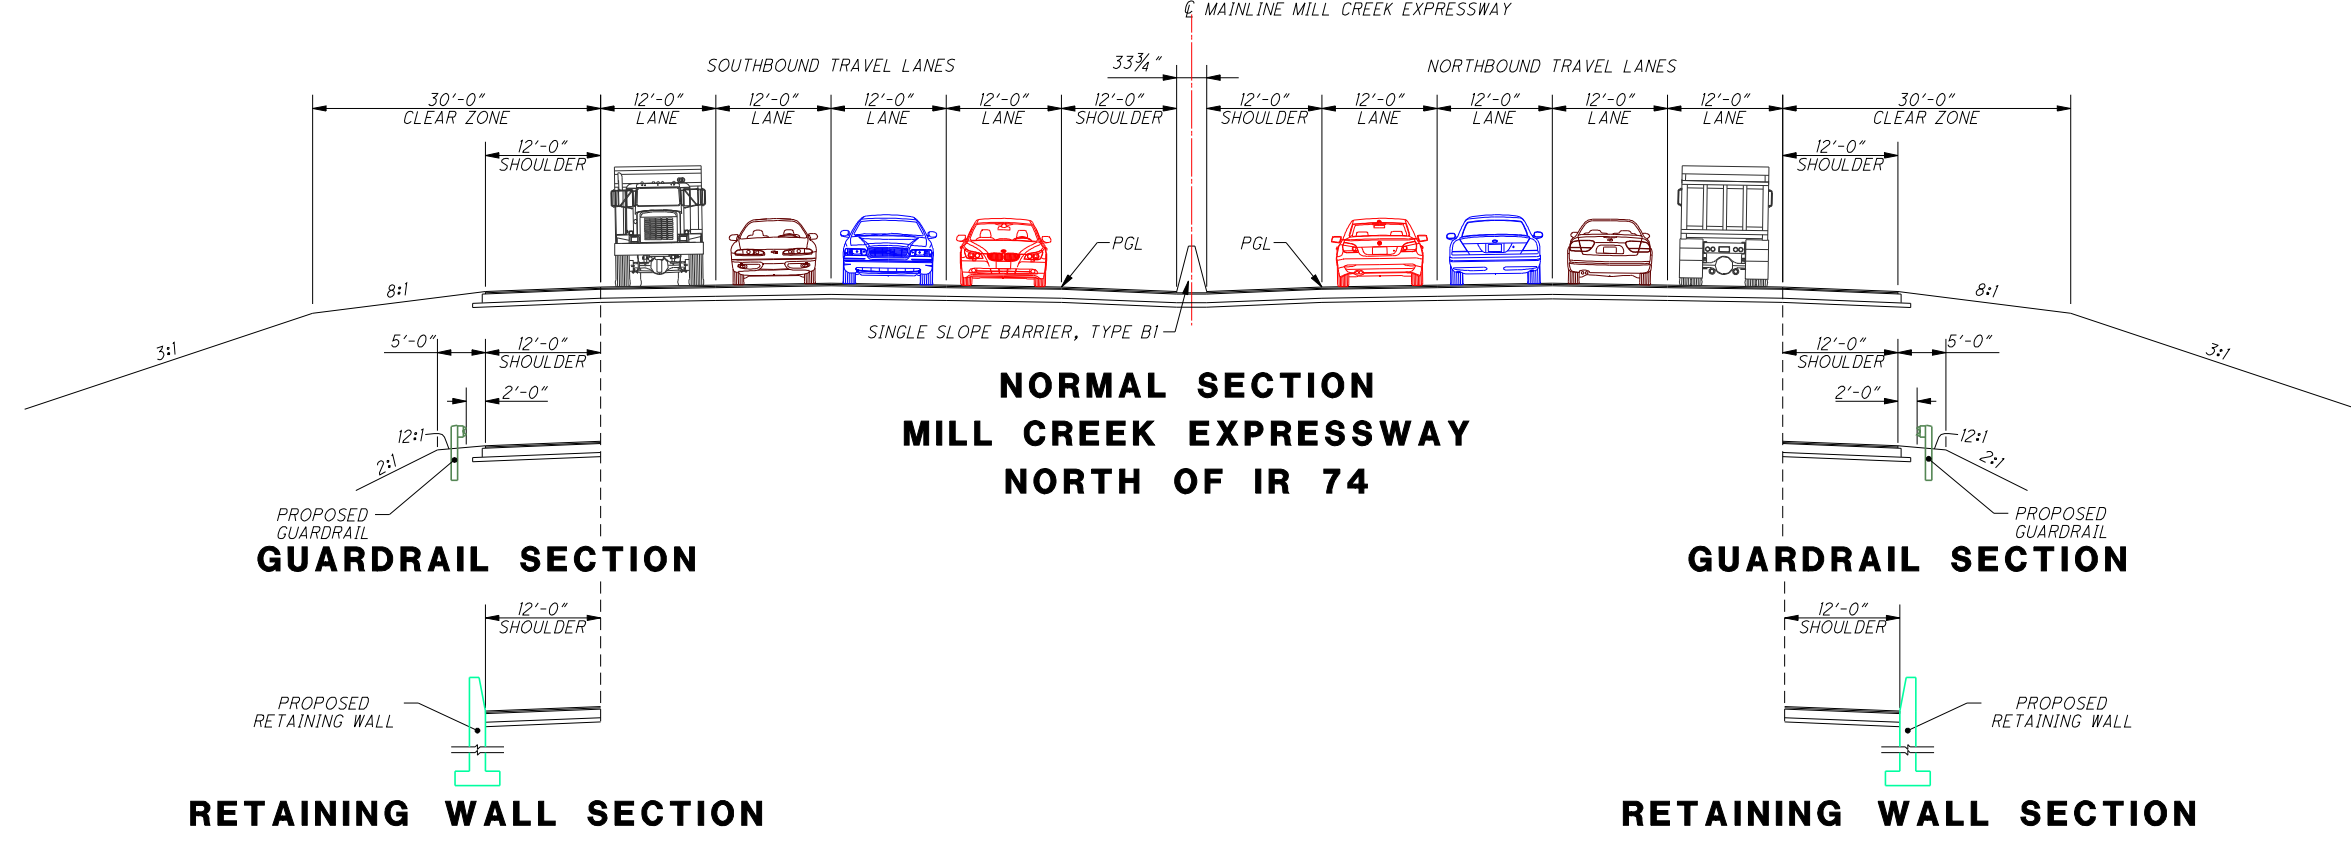 ℄ MAINLINE MILL CREEK EXPRESSWAY
SOUTHBOUND TRAVEL LANES
33¾"
NORTHBOUND TRAVEL LANES
30'-0" 12'-0" 12'-0" 12'-0" 12'-0" 12'-0" 12'-0" 12'-0" 12'-0" 12'-0" 12'-0" 30'-0"
CLEAR ZONE LANE LANE LANE LANE SHOULDER SHOULDER LANE LANE LANE LANE CLEAR ZONE
12'-0" 12'-0"
SHOULDER SHOULDER
PGL PGL
8:1 8:1
SINGLE SLOPE BARRIER, TYPE B1
3:1 5'-0" 12'-0" 12'-0" 5'-0" 3:1
SHOULDER SHOULDER
2'-0" 2'-0"
NORMAL SECTION
MILL CREEK EXPRESSWAY
NORTH OF IR 74
12:1 12:1
2:1 2:1
PROPOSED PROPOSED
GUARDRAIL GUARDRAIL
GUARDRAIL SECTION GUARDRAIL SECTION
12'-0" 12'-0"
SHOULDER SHOULDER
PROPOSED PROPOSED
RETAINING WALL RETAINING WALL
RETAINING WALL SECTION RETAINING WALL SECTION